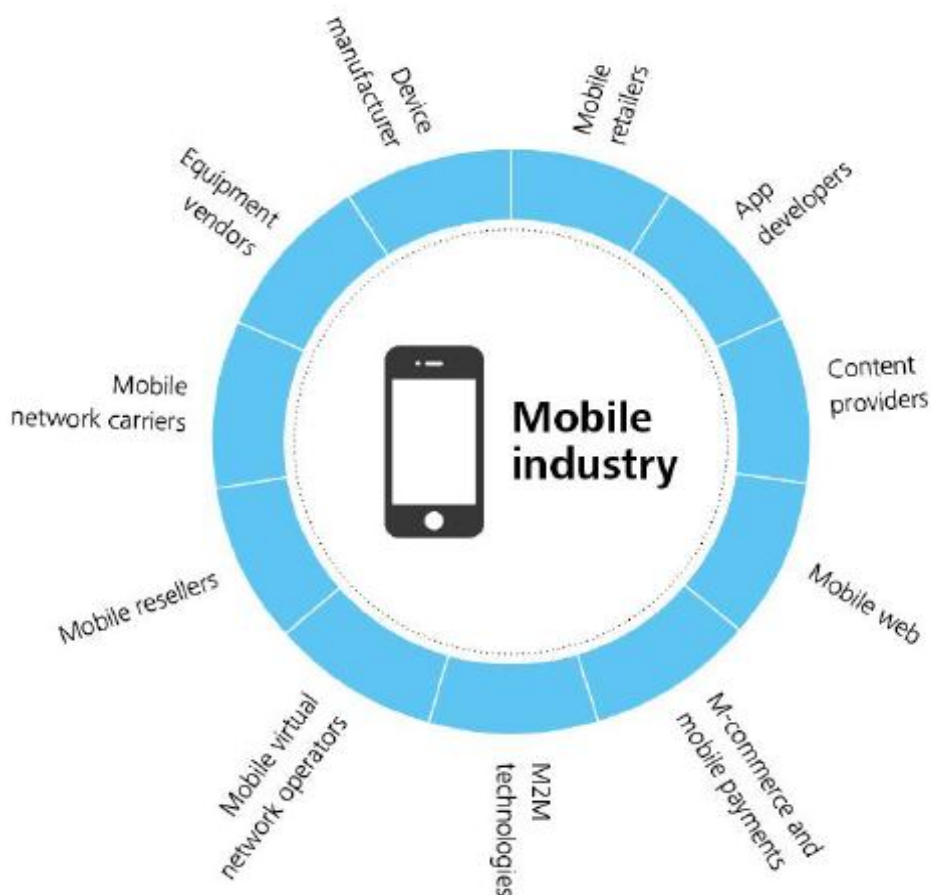 Device
manufacturer
Mobile
retailers
App
developers
Content
providers
Mobile web
M-commerce and
mobile payments
M2M
technologies
Mobile virtual
network operators
Mobile resellers
Mobile
network carriers
Equipment
vendors
Mobile
industry